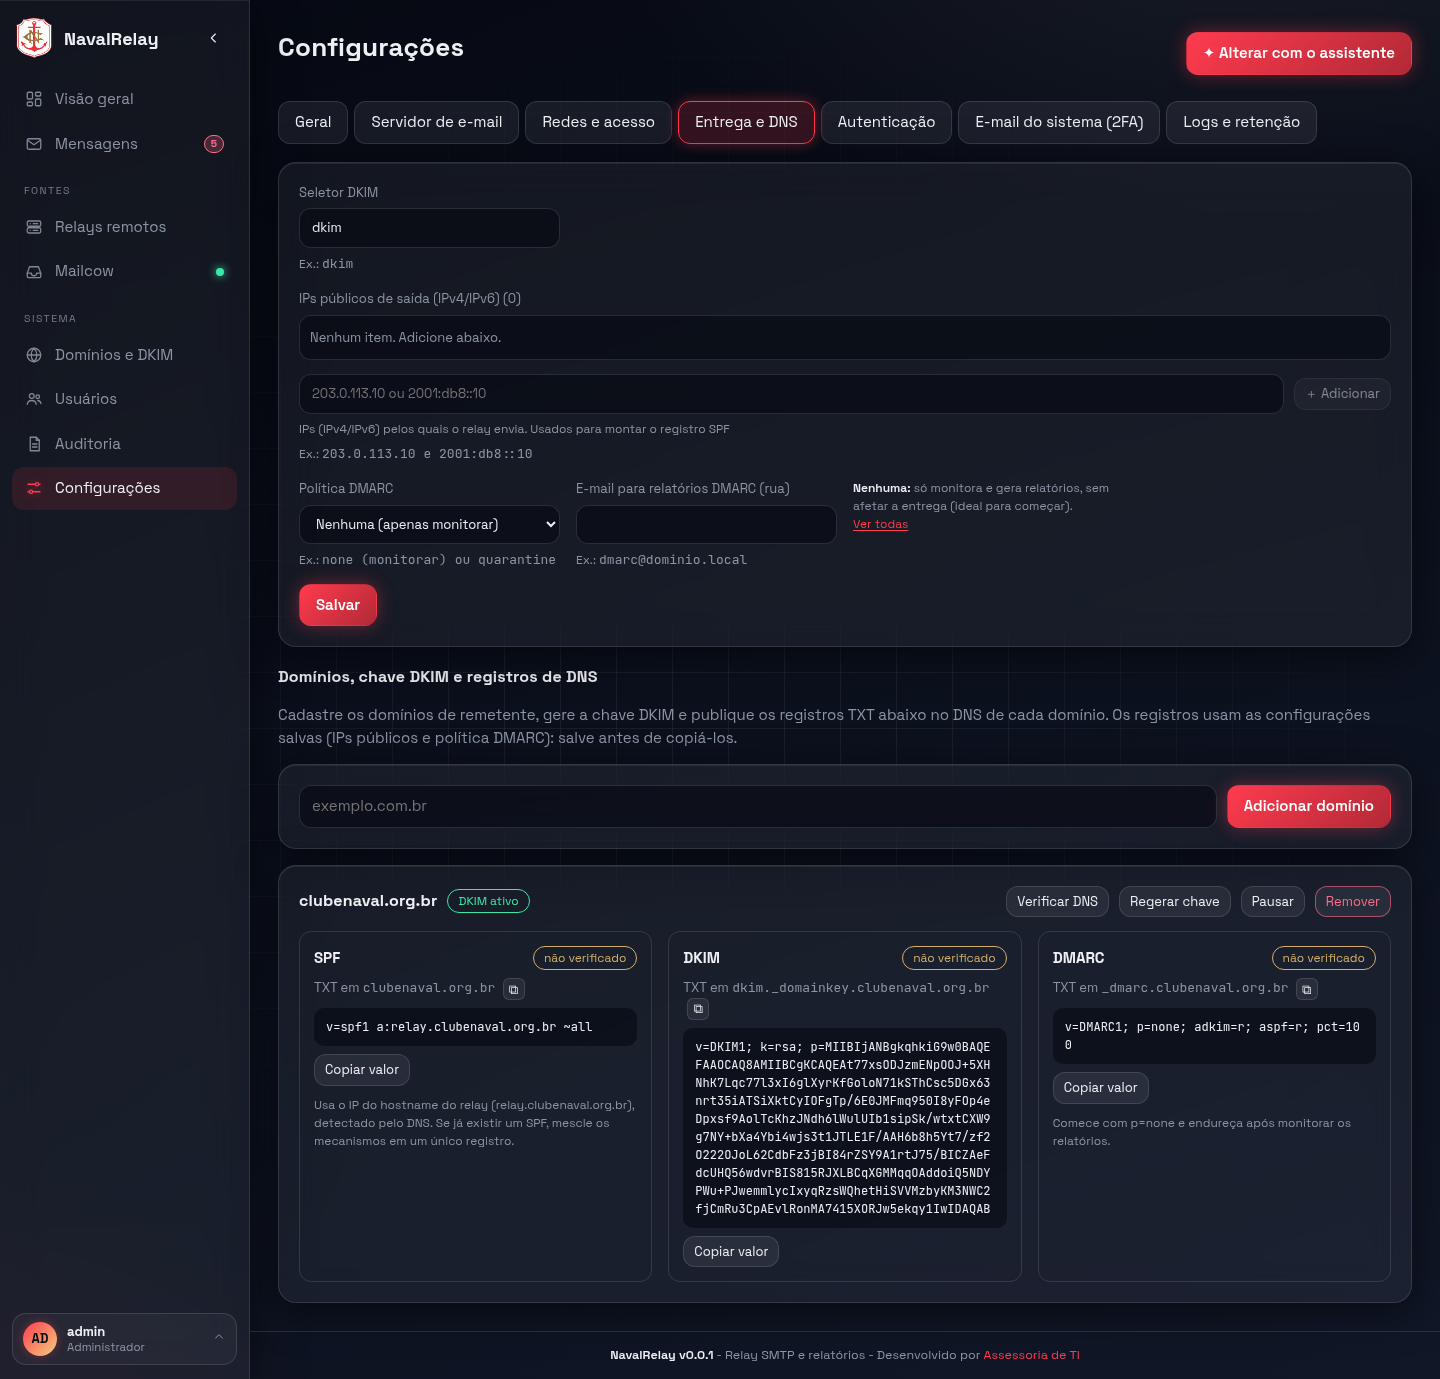 NavalRelay
Visão geral
Mensagens 5
FONTES
Relays remotos
Mailcow
SISTEMA
Domínios e DKIM
Usuários
Auditoria
Configurações
AD
admin
Administrador
Configurações
✦ Alterar com o assistente
Geral
Servidor de e-mail
Redes e acesso
Entrega e DNS
Autenticação
E-mail do sistema (2FA)
Logs e retenção
Seletor DKIM
dkim
Ex.: dkim
IPs públicos de saída (IPv4/IPv6) (0)
Nenhum item. Adicione abaixo.
203.0.113.10 ou 2001:db8::10
+ Adicionar
IPs (IPv4/IPv6) pelos quais o relay envia. Usados para montar o registro SPF
Ex.: 203.0.113.10 e 2001:db8::10
Política DMARC
Nenhuma (apenas monitorar)
Ex.: none (monitorar) ou quarantine
E-mail para relatórios DMARC (rua)
Ex.: dmarc@dominio.local
Nenhuma: só monitora e gera relatórios, sem
afetar a entrega (ideal para começar).
Ver todas
Salvar
Domínios, chave DKIM e registros de DNS
Cadastre os domínios de remetente, gere a chave DKIM e publique os registros TXT abaixo no DNS de cada domínio. Os registros usam as configurações
salvas (IPs públicos e política DMARC): salve antes de copiá-los.
exemplo.com.br
Adicionar domínio
clubenaval.org.br
DKIM ativo
Verificar DNS
Regerar chave
Pausar
Remover
SPF
não verificado
TXT em clubenaval.org.br
v=spf1 a:relay.clubenaval.org.br ~all
Copiar valor
Usa o IP do hostname do relay (relay.clubenaval.org.br),
detectado pelo DNS. Se já existir um SPF, mescle os
mecanismos em um único registro.
DKIM
não verificado
TXT em dkim._domainkey.clubenaval.org.br
v=DKIM1; k=rsa; p=MIIBIjANBgkqhkiG9w0BAQE
FAAOCAQ8AMIIBCgKCAQEAt77xsODJzmENpOOJ+5XH
NhK7Lqc77l3xI6glXyrKfGoloN71kSThCsc5DGx63
nrt35iATSiXktCyIOFgTp/6E0JMFmq950I8yFOp4e
Dpxsf9AolTcKhzJNdh6lWulUIb1sipSk/wtxtCXW9
g7NY+bXa4Ybi4wjs3t1JTLE1F/AAH6b8h5Yt7/zf2
O222OJoL62CdbFz3jBI84rZSY9A1rtJ75/BICZAeF
dcUHQ56wdvrBIS815RJXLBCqXGMMqqOAddoiQ5NDY
PWu+PJwemmlycIxyqRzsWQhetHiSVVMzbyKM3NWC2
fjCmRu3CpAEvlRonMA7415XORJw5ekqy1IwIDAQAB
Copiar valor
DMARC
não verificado
TXT em _dmarc.clubenaval.org.br
v=DMARC1; p=none; adkim=r; aspf=r; pct=10
0
Copiar valor
Comece com p=none e endureça após monitorar os
relatórios.
NavalRelay v0.0.1 - Relay SMTP e relatórios - Desenvolvido por Assessoria de TI